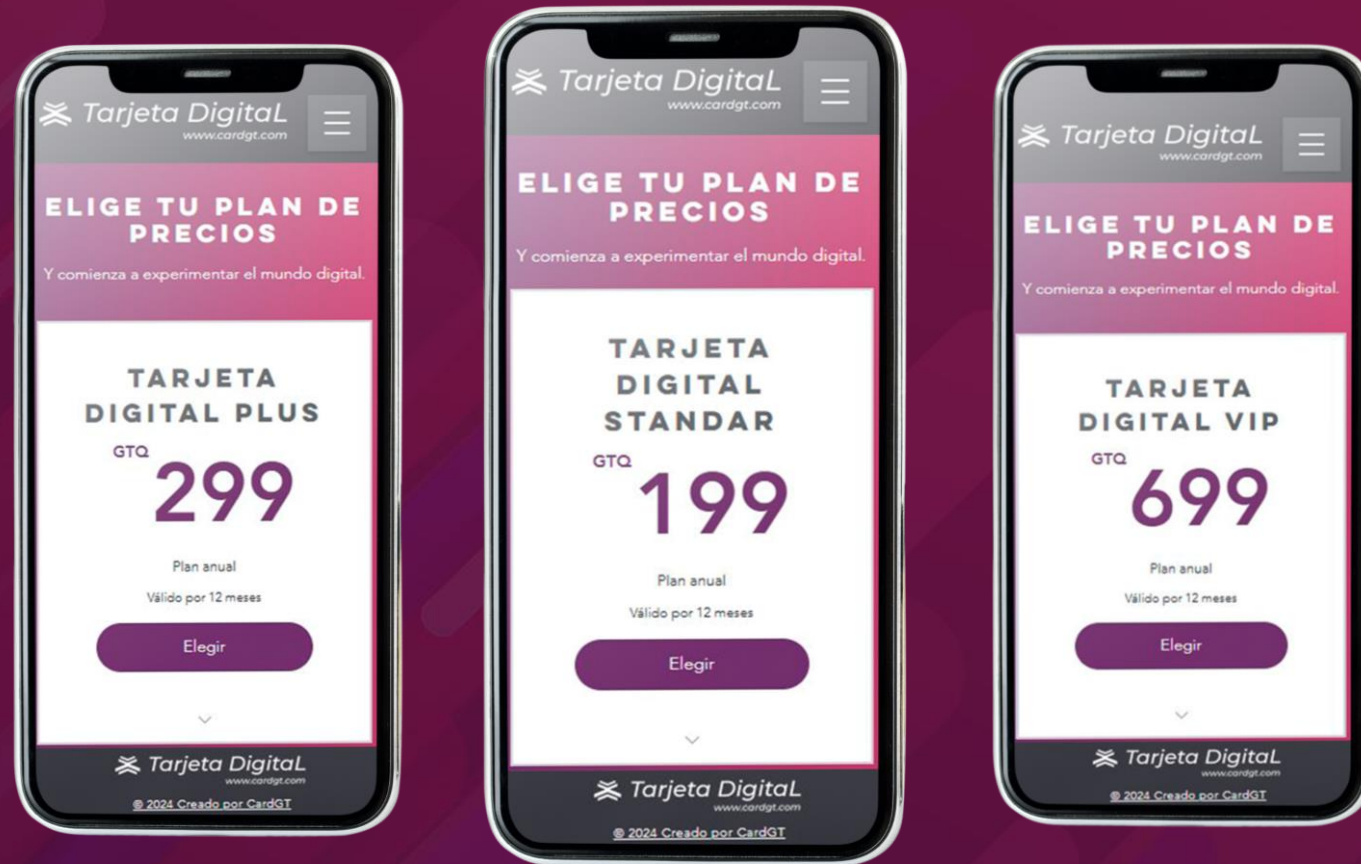 Tarjeta DigitaL
www.cardgt.com
ELIGE TU PLAN DE
PRECIOS
Y comienza a experimentar el mundo digital.
TARJETA
DIGITAL PLUS
GTQ
299
Plan anual
Válido por 12 meses
Elegir
Tarjeta DigitaL
www.cardgt.com
© 2024 Creado por CardGT
Tarjeta DigitaL
www.cardgt.com
ELIGE TU PLAN DE
PRECIOS
Y comienza a experimentar el mundo digital.
TARJETA
DIGITAL
STANDAR
GTQ
199
Plan anual
Válido por 12 meses
Elegir
Tarjeta DigitaL
www.cardgt.com
© 2024 Creado por CardGT
Tarjeta DigitaL
www.cardgt.com
ELIGE TU PLAN DE
PRECIOS
Y comienza a experimentar el mundo digital.
TARJETA
DIGITAL VIP
GTQ
699
Plan anual
Válido por 12 meses
Elegir
Tarjeta DigitaL
www.cardgt.com
© 2024 Creado por CardGT